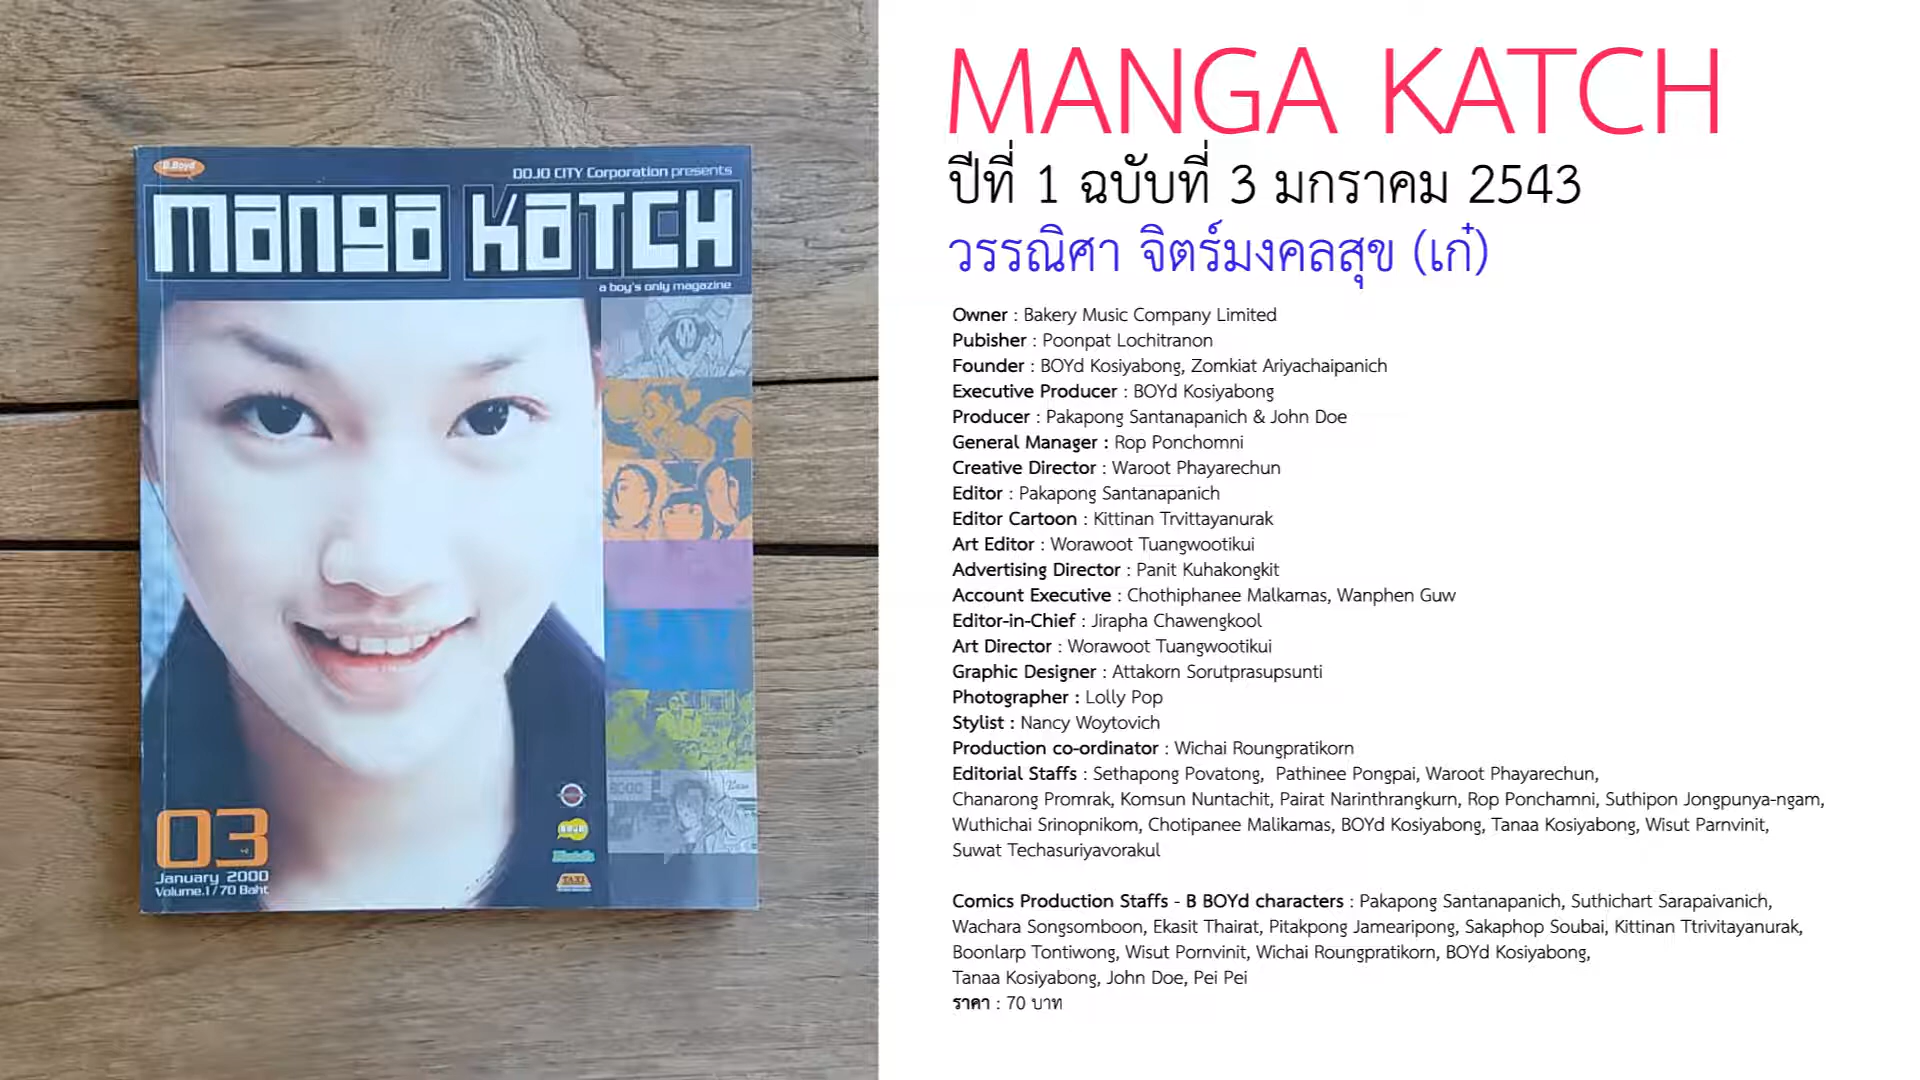 B.Boyd
DOJO CITY Corporation presents
manga KaTCH
a boy's only magazine
03
January 2000
Volume.1/70 Baht
TAXI
MANGA KATCH
ปีที่ 1 ฉบับที่ 3 มกราคม 2543
วรรณิศา จิตร์มงคลสุข (เก๋)
Owner : Bakery Music Company Limited
Pubisher : Poonpat Lochitranon
Founder : BOYd Kosiyabong, Zomkiat Ariyachaipanich
Executive Producer : BOYd Kosiyabong
Producer : Pakapong Santanapanich & John Doe
General Manager : Rop Ponchomni
Creative Director : Waroot Phayarechun
Editor : Pakapong Santanapanich
Editor Cartoon : Kittinan Trvittayanurak
Art Editor : Worawoot Tuangwootikui
Advertising Director : Panit Kuhakongkit
Account Executive : Chothiphanee Malkamas, Wanphen Guw
Editor-in-Chief : Jirapha Chawengkool
Art Director : Worawoot Tuangwootikui
Graphic Designer : Attakorn Sorutprasupsunti
Photographer : Lolly Pop
Stylist : Nancy Woytovich
Production co-ordinator : Wichai Roungpratikorn
Editorial Staffs : Sethapong Povatong,  Pathinee Pongpai, Waroot Phayarechun,
Chanarong Promrak, Komsun Nuntachit, Pairat Narinthrangkurn, Rop Ponchamni, Suthipon Jongpunya-ngam,
Wuthichai Srinopnikom, Chotipanee Malikamas, BOYd Kosiyabong, Tanaa Kosiyabong, Wisut Parnvinit,
Suwat Techasuriyavorakul
Comics Production Staffs - B BOYd characters : Pakapong Santanapanich, Suthichart Sarapaivanich,
Wachara Songsomboon, Ekasit Thairat, Pitakpong Jamearipong, Sakaphop Soubai, Kittinan Ttrivitayanurak,
Boonlarp Tontiwong, Wisut Pornvinit, Wichai Roungpratikorn, BOYd Kosiyabong,
Tanaa Kosiyabong, John Doe, Pei Pei
ราคา : 70 บาท